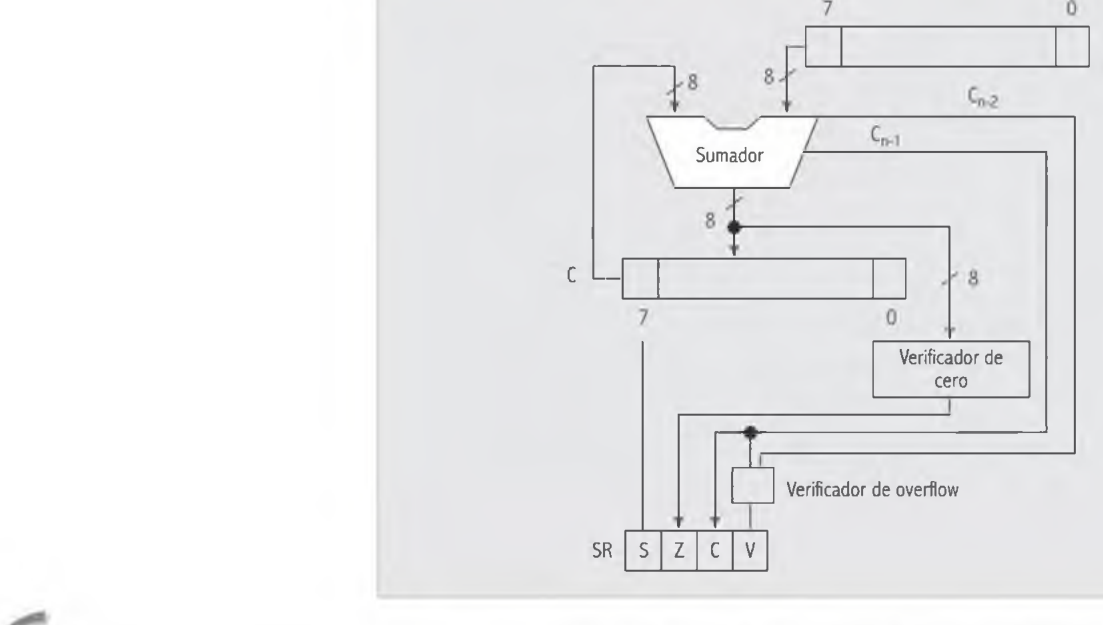 7 0
8
8
C_{n-2}
C_{n-1}
Sumador
8
C
8
7 0
Verificador de
cero
Verificador de overflow
SR S Z C V